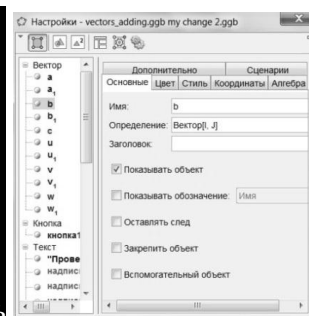 Настройки - vectors_adding.ggb my change 2.ggb
Вектор
a
a₁
b
b₁
c
u
u₁
v
v₁
w
w₁
Кнопка
кнопка1
Текст
"Прове
надпис
надпис
Дополнительно Сценарии
Основные Цвет Стиль Координаты Алгебра
Имя: b
Определение: Вектор[I, J]
Заголовок:
Показывать объект
Показывать обозначение: Имя
Оставлять след
Закрепить объект
Вспомогательный объект